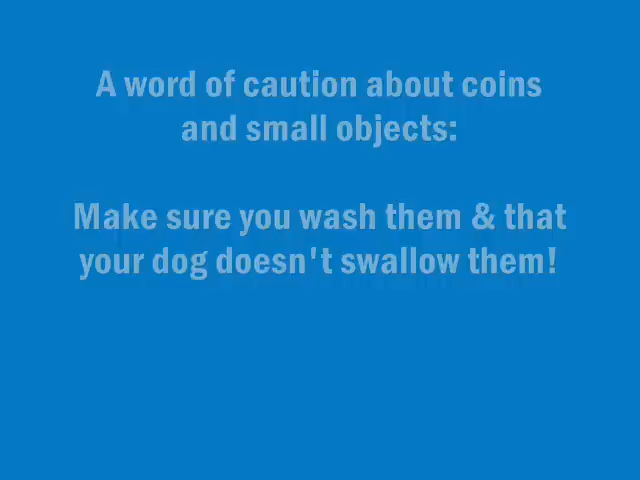 A word of caution about coins
and small objects:
Make sure you wash them & that
your dog doesn't swallow them!